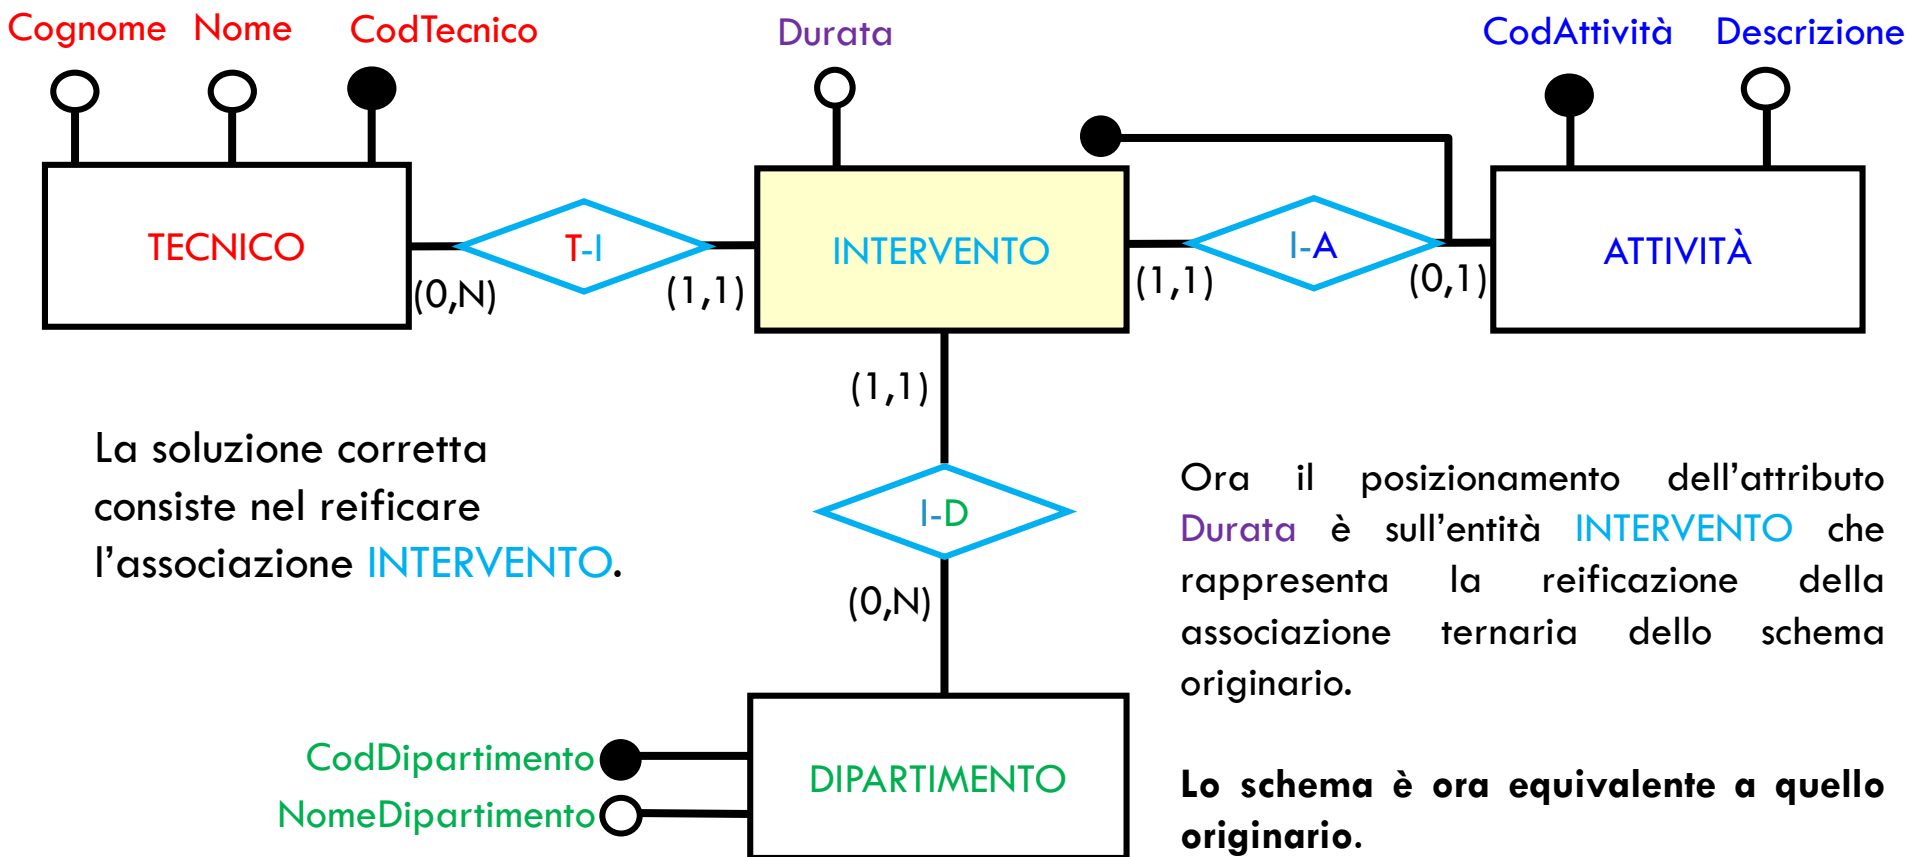 Cognome Nome CodTecnico Durata CodAttività Descrizione
TECNICO T-I INTERVENTO I-A ATTIVITÀ
(0,N) (1,1) (1,1) (0,1)
(1,1)
La soluzione corretta
consiste nel reificare
l'associazione INTERVENTO.
I-D
(0,N)
Ora il posizionamento dell'attributo
Durata è sull'entità INTERVENTO che
rappresenta la reificazione della
associazione ternaria dello schema
originario.
CodDipartimento
NomeDipartimento
DIPARTIMENTO
Lo schema è ora equivalente a quello
originario.